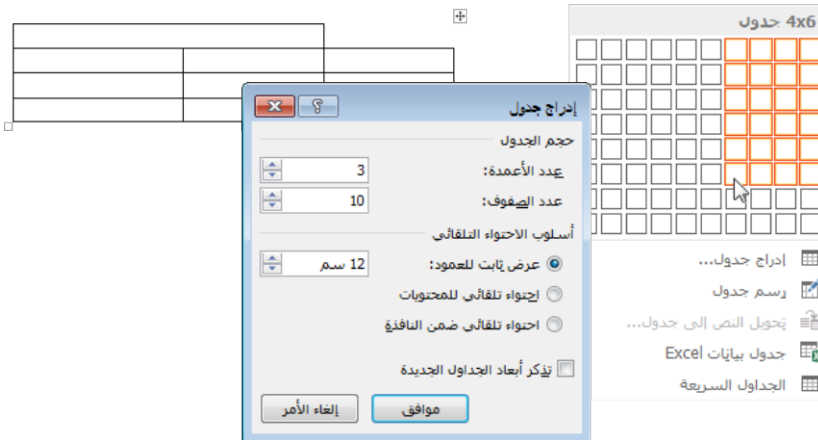 4x6 جدول
إدراج جدول...
رسم جدول
تحويل النص إلى جدول...
جدول بيانات Excel
الجداول السريعة
إدراج جدول
حجم الجدول
عدد الأعمدة: 3
عدد الصفوف: 10
أسلوب الاحتواء التلقائي
عرض ثابت للعمود: 12 سم
احتواء تلقائي للمحتويات
احتواء تلقائي ضمن النافذة
تذكر أبعاد الجداول الجديدة
موافق
إلغاء الأمر